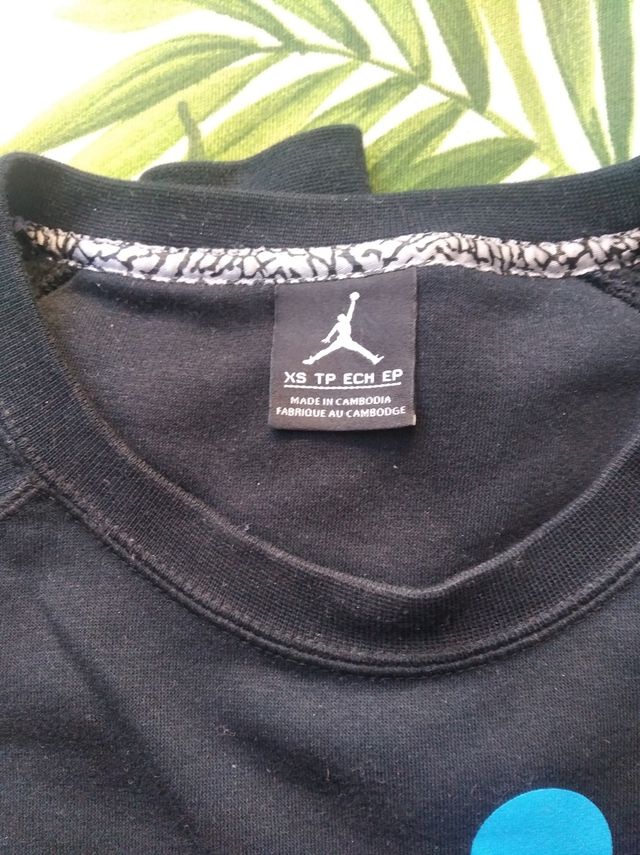 XS TP ECH EP
MADE IN CAMBODIA
FABRIQUE AU CAMBODGE